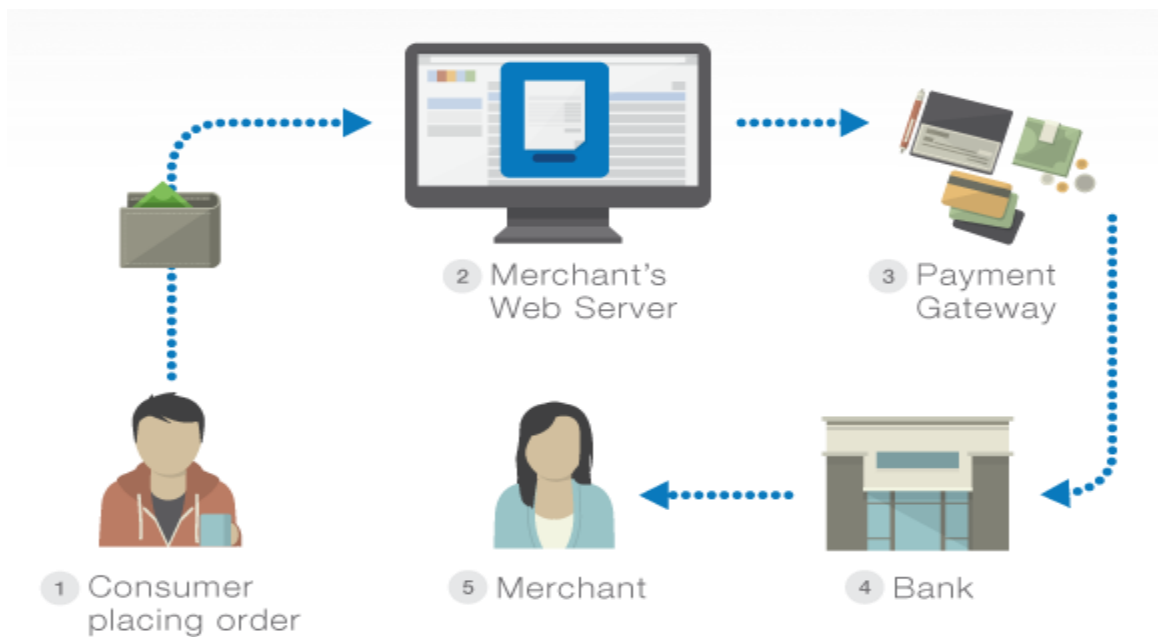 2 Merchant's
Web Server
3 Payment
Gateway
1 Consumer
placing order
5 Merchant
4 Bank